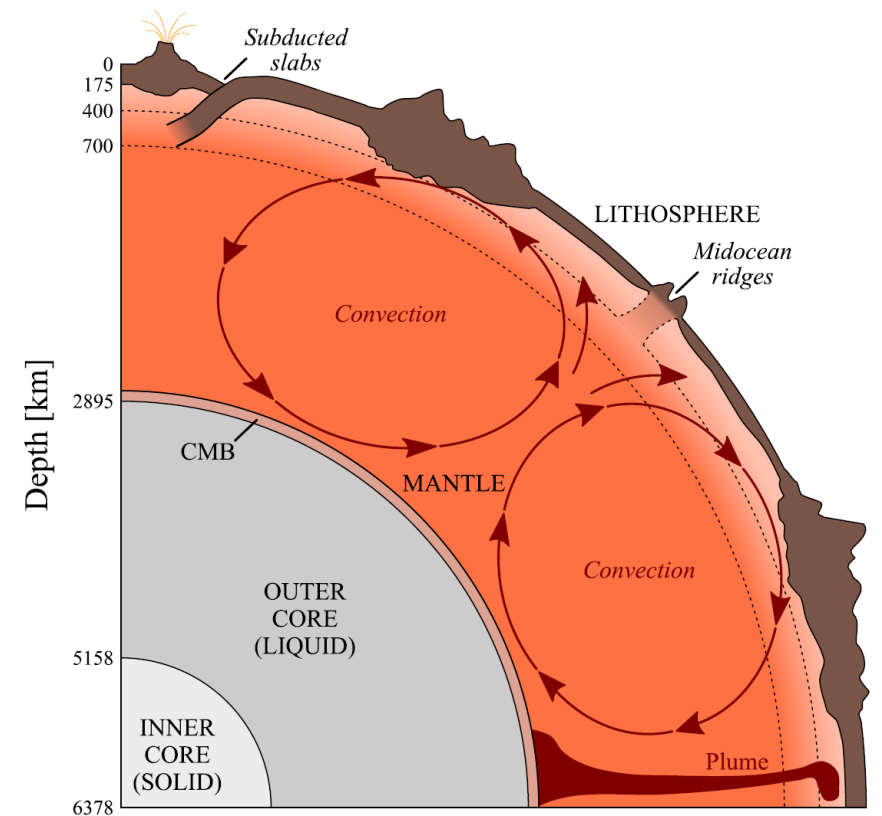 Subducted
slabs
0
175
400
700
LITHOSPHERE
Midocean
ridges
Convection
Depth [km]
2895
CMB
MANTLE
Convection
OUTER
CORE
(LIQUID)
5158
INNER
CORE
(SOLID)
Plume
6378